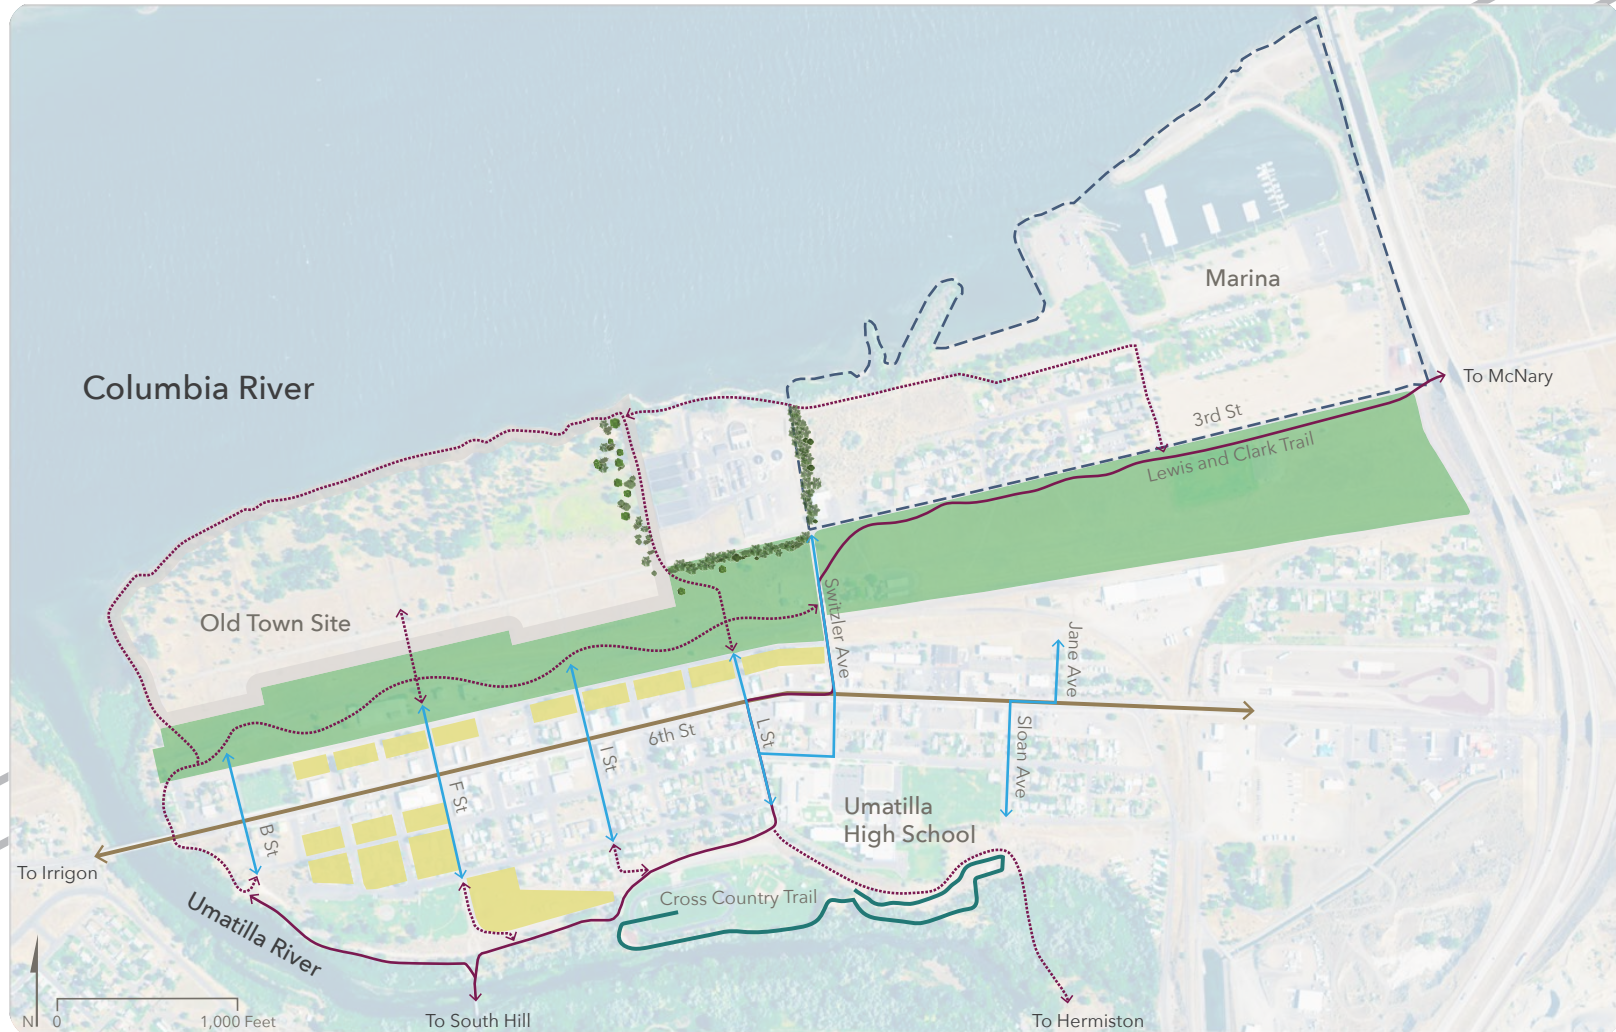 Marina
Columbia River
To McNary
3rd St
Lewis and Clark Trail
Old Town Site
Switzler Ave
Jane Ave
6th St
L St
Sloan Ave
I St
F St
B St
Umatilla
High School
To Irrigon
Cross Country Trail
Umatilla River
N
0
1,000 Feet
To South Hill
To Hermiston